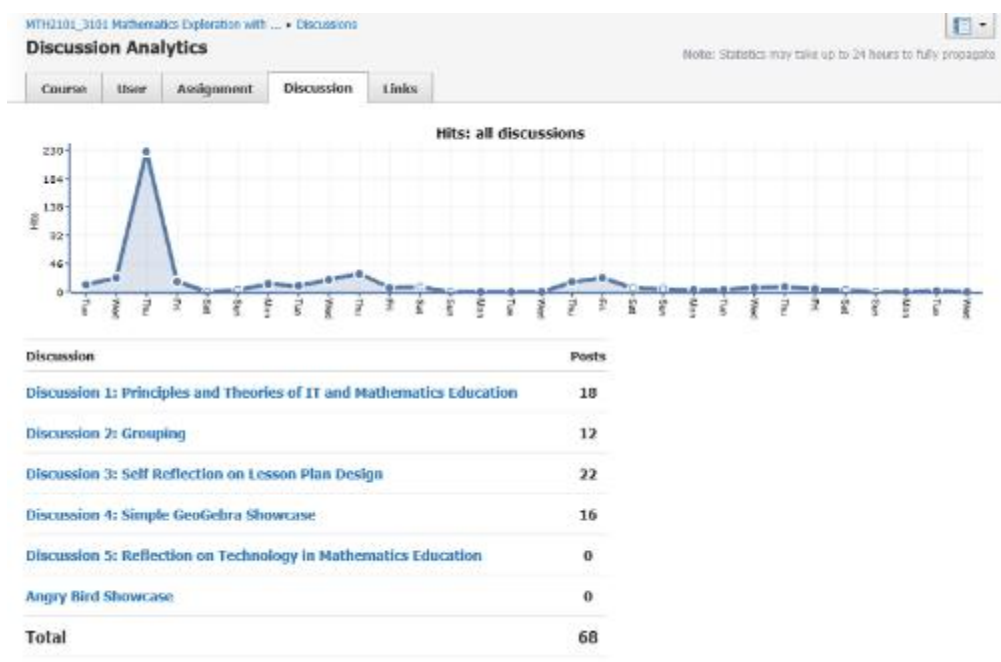 MTH2101_3101 Mathematics Exploration with ... • Discussions
Discussion Analytics
Note: Statistics may take up to 24 hours to fully propagate
Course User Assignment Discussion Links
Hits: all discussions
230
184
138
Hits
92
46
0
Tue Wed Thu Fri Sat Sun Mon Tue Wed Thu Fri Sat Sun Mon Tue Wed Thu Fri Sat Sun Mon Tue Wed Thu Fri Sat Sun Mon Tue Wed
Discussion Posts
Discussion 1: Principles and Theories of IT and Mathematics Education 18
Discussion 2: Grouping 12
Discussion 3: Self Reflection on Lesson Plan Design 22
Discussion 4: Simple GeoGebra Showcase 16
Discussion 5: Reflection on Technology in Mathematics Education 0
Angry Bird Showcase 0
Total 68